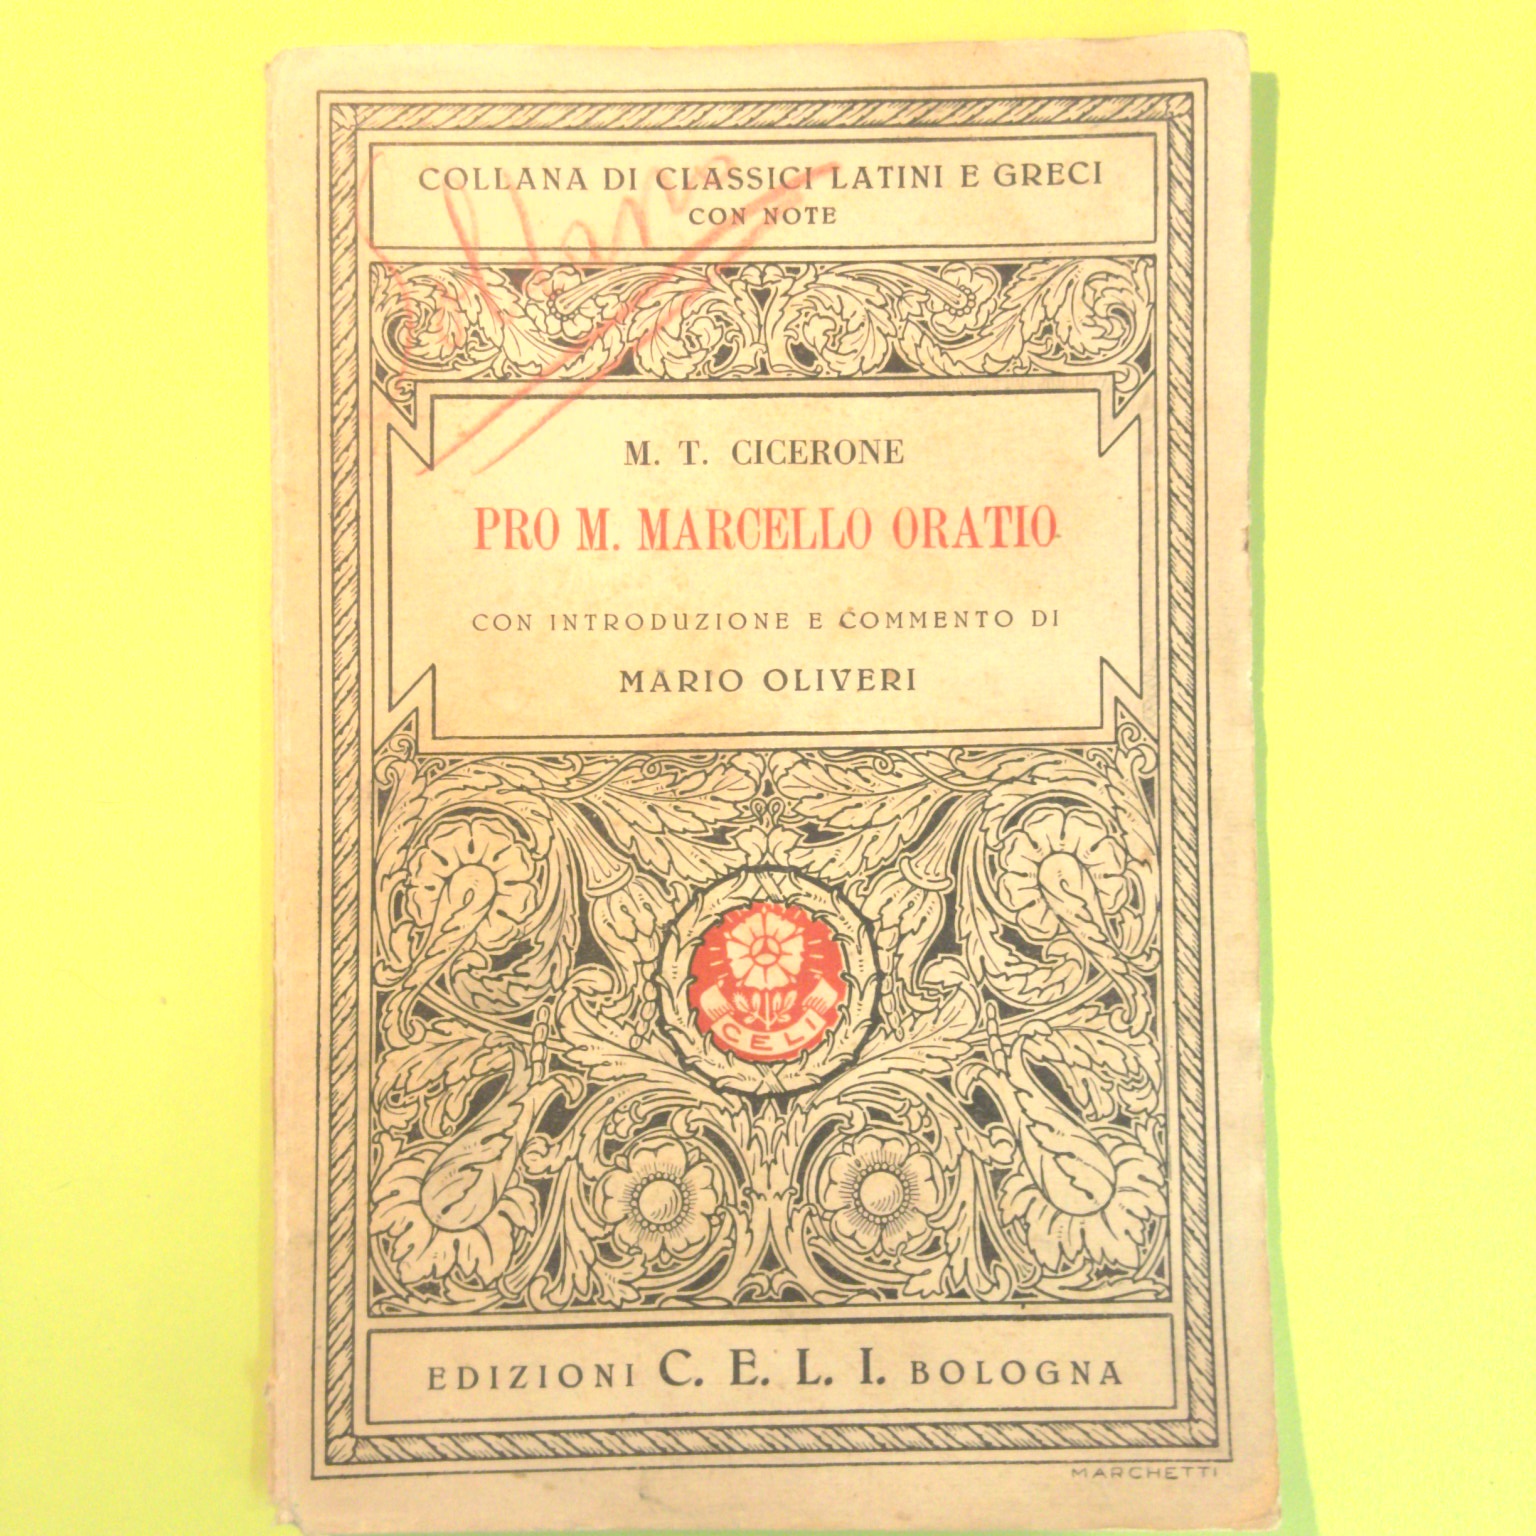 COLLANA DI CLASSICI LATINI E GRECI
CON NOTE
M. T. CICERONE
PRO M. MARCELLO ORATIO
CON INTRODUZIONE E COMMENTO DI
MARIO OLIVERI
CELI
EDIZIONI C. E. L. I. BOLOGNA
MARCHETTI